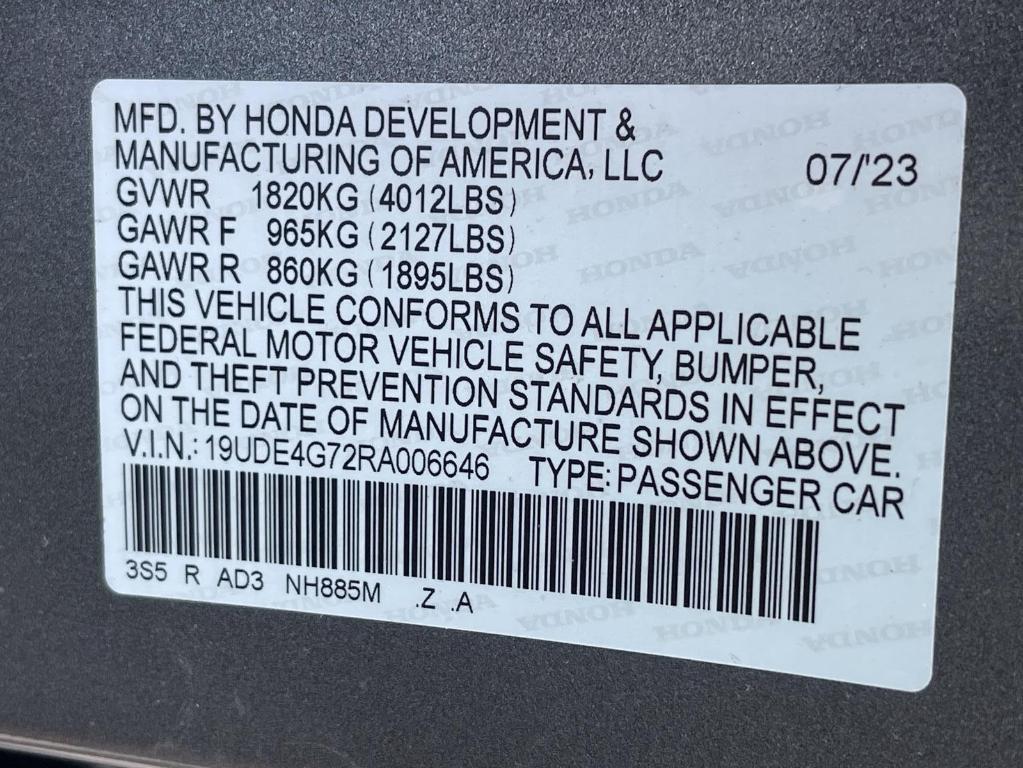 MFD. BY HONDA DEVELOPMENT &
MANUFACTURING OF AMERICA, LLC 07/'23
GVWR 1820KG (4012LBS)
GAWR F 965KG (2127LBS)
GAWR R 860KG (1895LBS)
THIS VEHICLE CONFORMS TO ALL APPLICABLE
FEDERAL MOTOR VEHICLE SAFETY, BUMPER,
AND THEFT PREVENTION STANDARDS IN EFFECT
ON THE DATE OF MANUFACTURE SHOWN ABOVE.
V.I.N.: 19UDE4G72RA006646 TYPE: PASSENGER CAR
3S5 R AD3 NH885M .Z .A